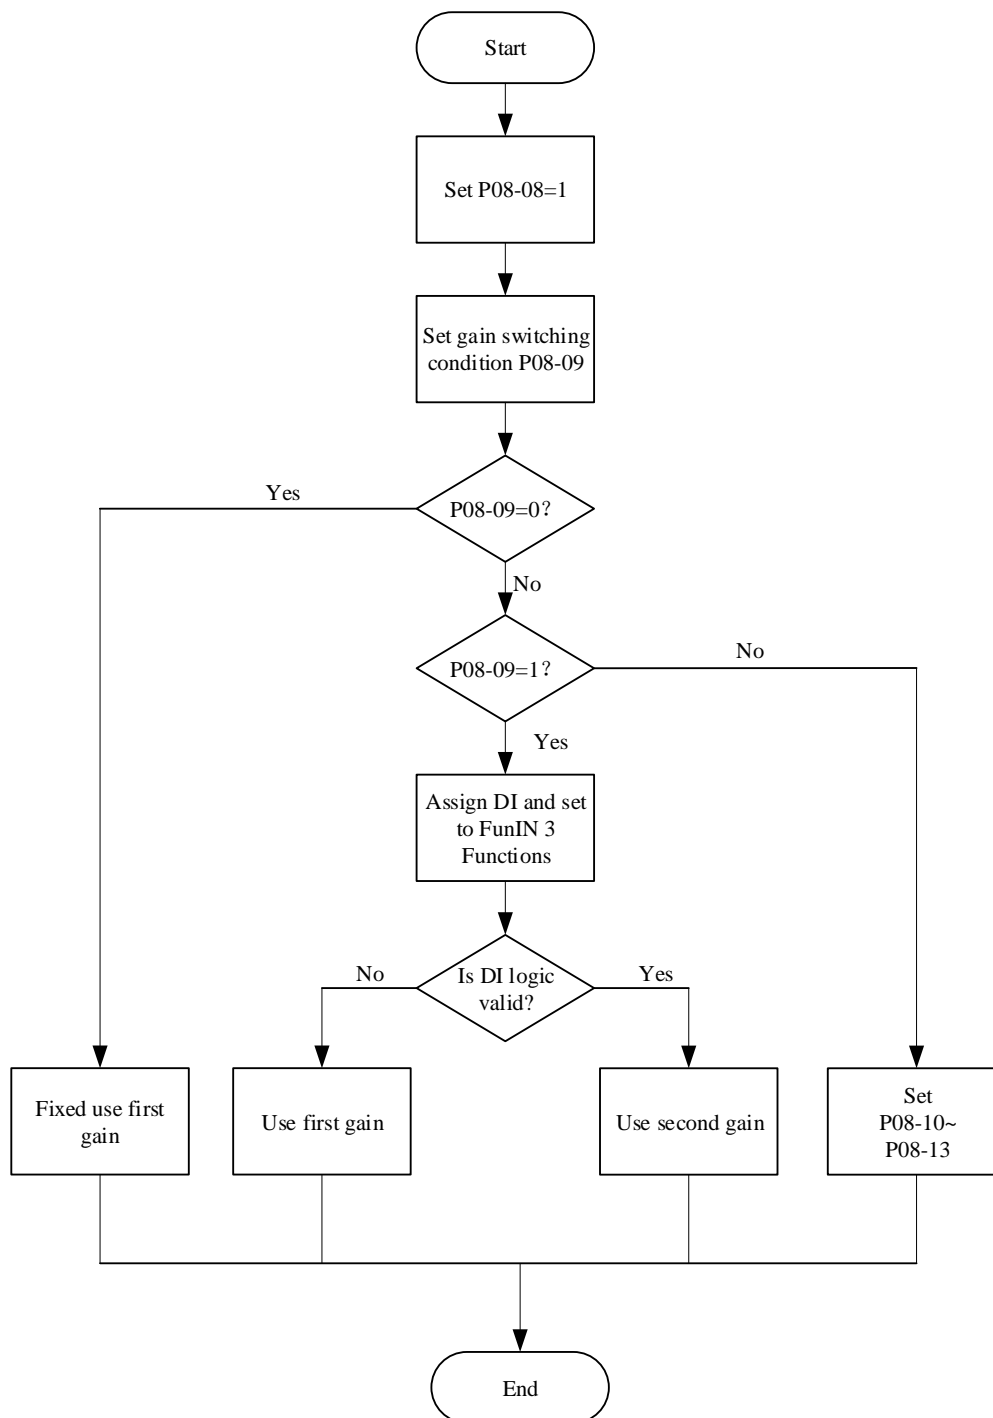 Start
Set P08-08=1
Set gain switching
condition P08-09
Yes
P08-09=0?
No
P08-09=1?
No
Yes
Assign DI and set
to FunIN 3
Functions
No
Is DI logic
valid?
Yes
Fixed use first
gain
Use first gain
Use second gain
Set
P08-10~
P08-13
End